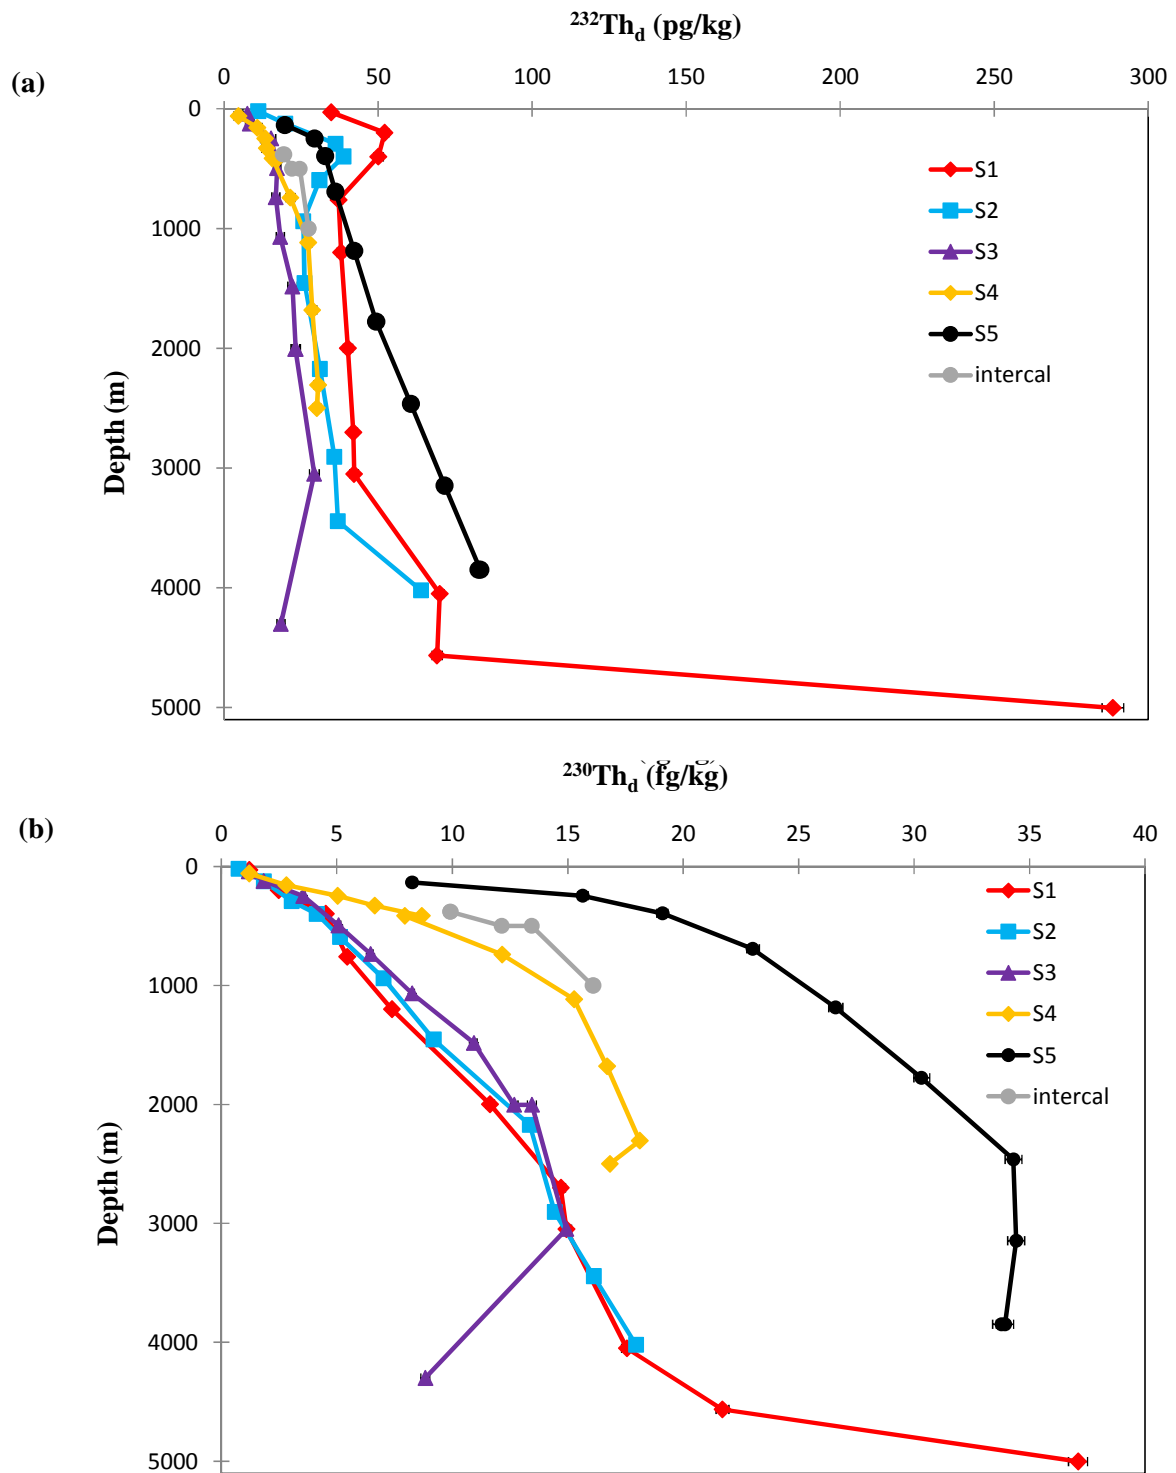 ²³²Th_d (pg/kg)
(a)
0 50 100 150 200 250 300
0
1000
2000
3000
4000
5000
Depth (m)
S1
S2
S3
S4
S5
intercal
²³⁰Th_d (fg/kg)
(b)
0 5 10 15 20 25 30 35 40
0
1000
2000
3000
4000
5000
Depth (m)
S1
S2
S3
S4
S5
intercal